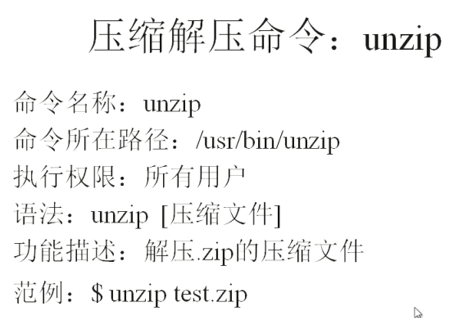 压缩解压命令：unzip
命令名称：unzip
命令所在路径：/usr/bin/unzip
执行权限：所有用户
语法：unzip [压缩文件]
功能描述：解压.zip的压缩文件
范例：$ unzip test.zip